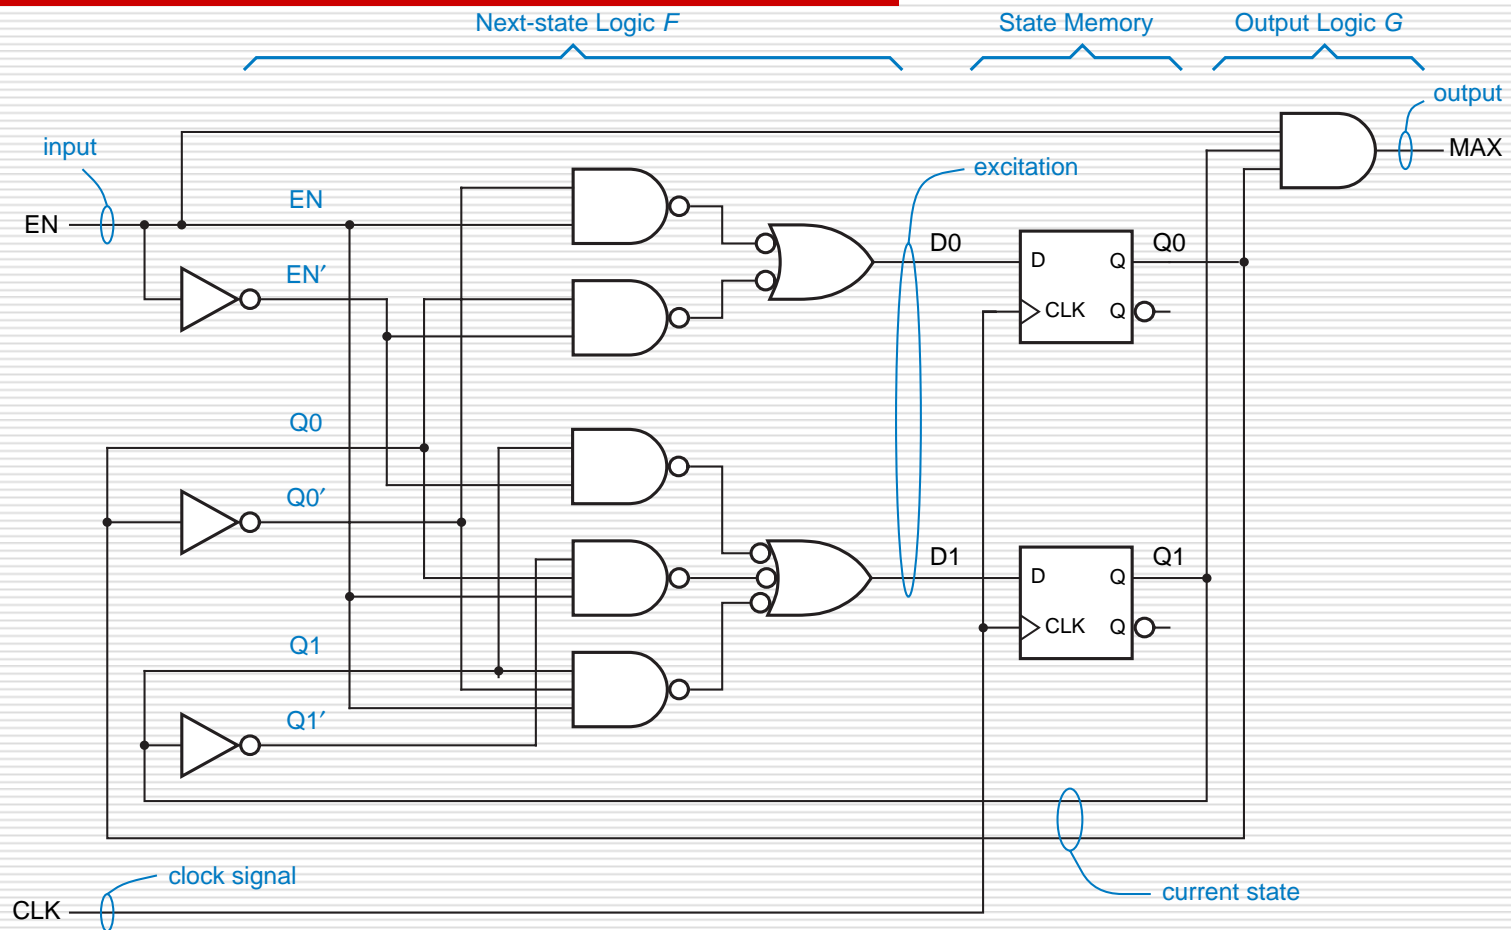 Next-state Logic F
State Memory
Output Logic G
output
input
MAX
excitation
EN
EN
D0
Q0
D
Q
EN′
CLK
Q
Q0
Q0′
D1
Q1
D
Q
CLK
Q
Q1
Q1′
clock signal
current state
CLK